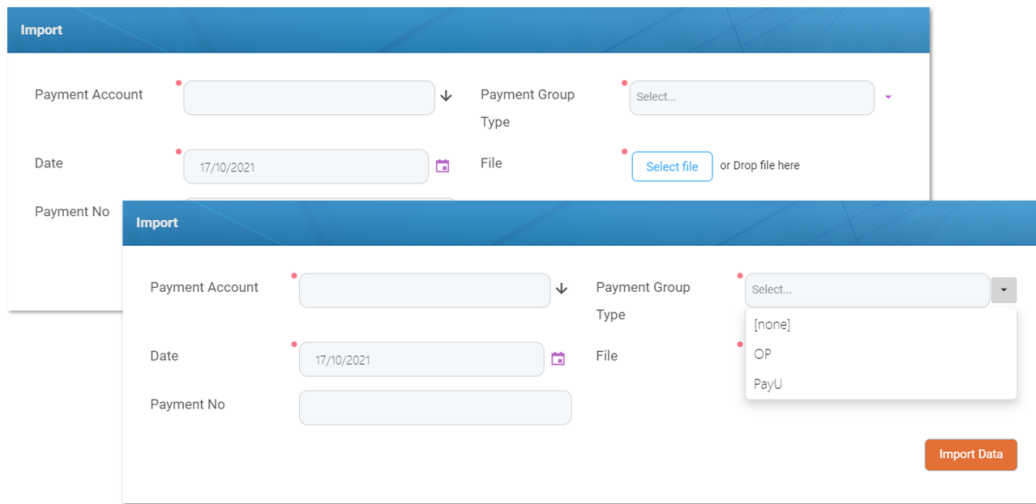 Import
Payment Account
Payment Group
Type
Select...
Date
17/10/2021
File
Select file
or Drop file here
Payment No
Import
Payment Account
Payment Group
Type
Select...
[none]
OP
PayU
Date
17/10/2021
File
Payment No
Import Data